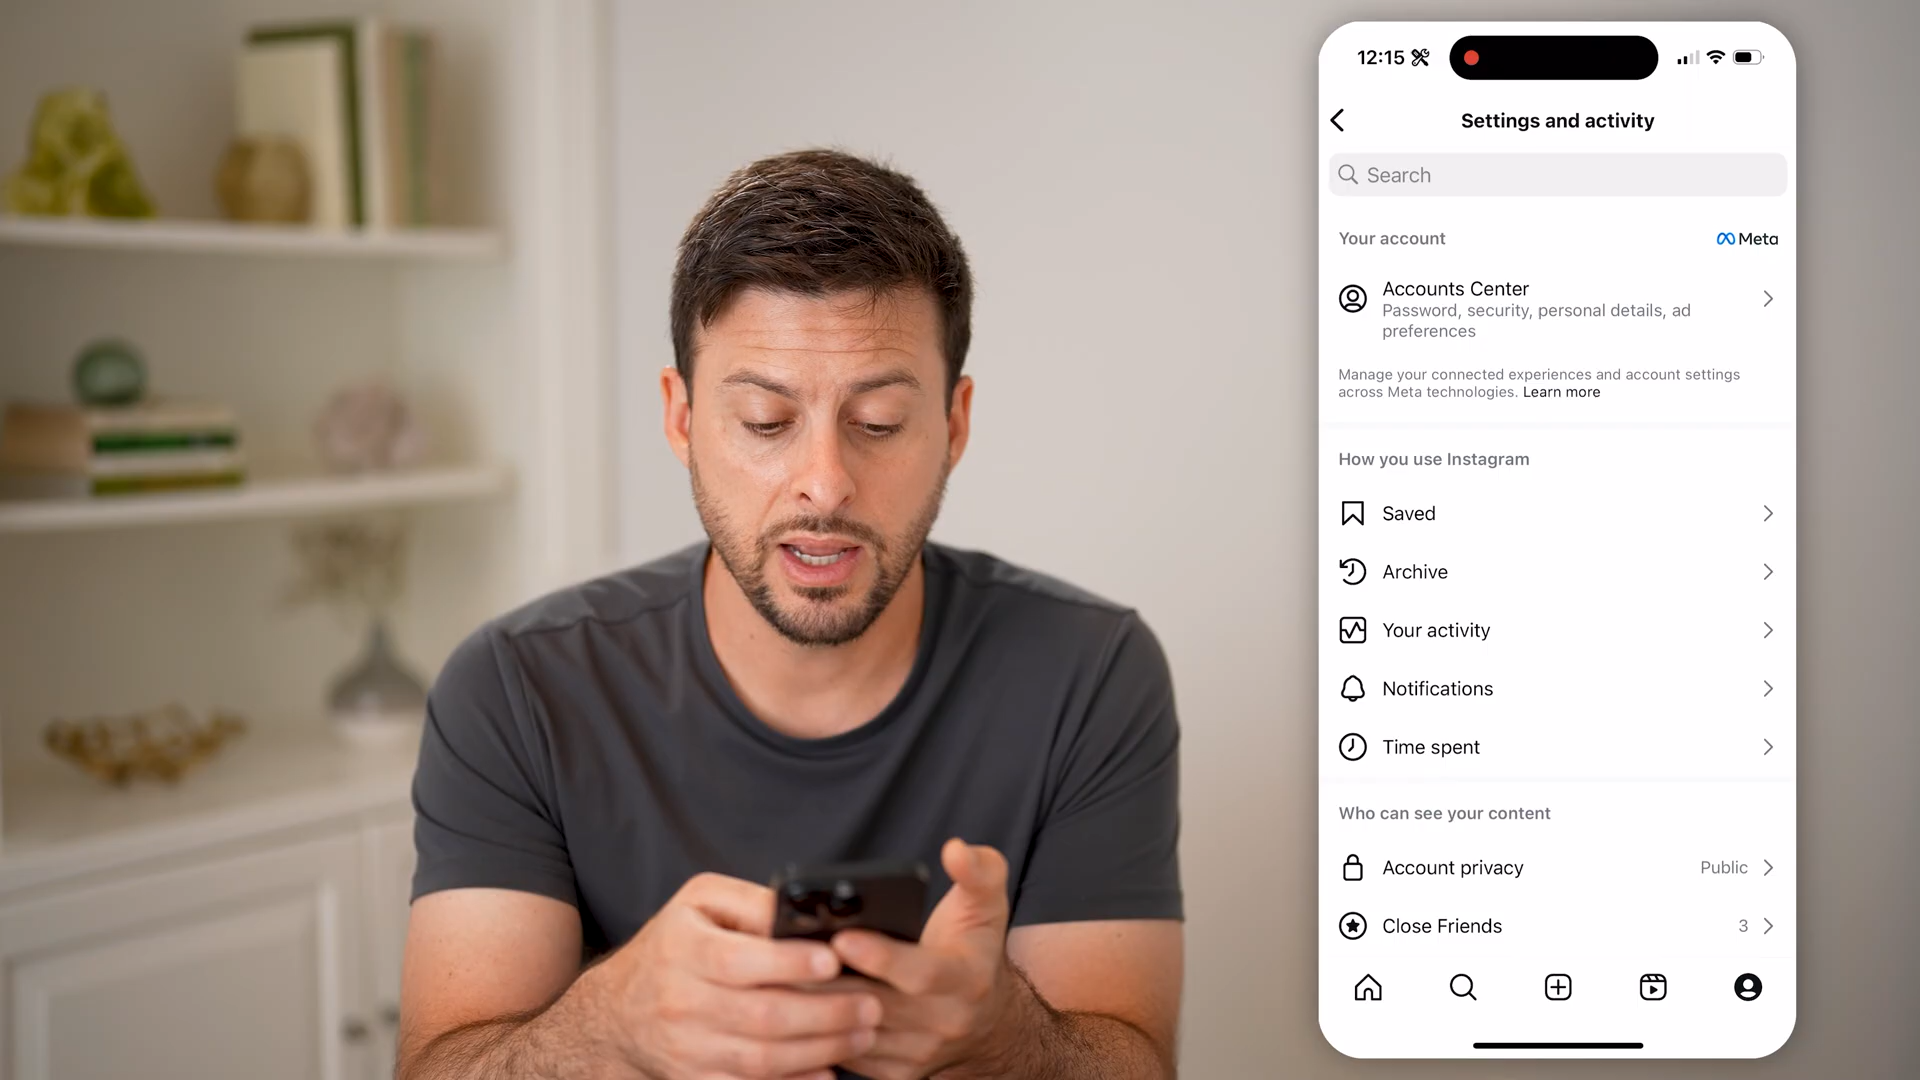 12:15
Settings and activity
Search
Your account
Meta
Accounts Center
Password, security, personal details, ad
preferences
Manage your connected experiences and account settings
across Meta technologies. Learn more
How you use Instagram
Saved
Archive
Your activity
Notifications
Time spent
Who can see your content
Account privacy
Public
Close Friends
3